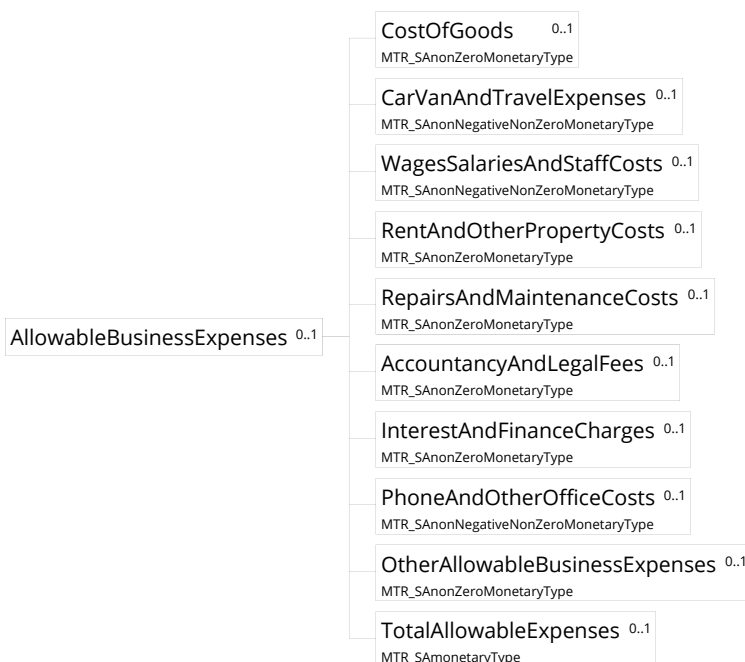 CostOfGoods 0..1
MTR_SAnonZeroMonetaryType
CarVanAndTravelExpenses 0..1
MTR_SAnonNegativeNonZeroMonetaryType
WagesSalariesAndStaffCosts 0..1
MTR_SAnonNegativeNonZeroMonetaryType
RentAndOtherPropertyCosts 0..1
MTR_SAnonZeroMonetaryType
RepairsAndMaintenanceCosts 0..1
MTR_SAnonZeroMonetaryType
AllowableBusinessExpenses 0..1
AccountancyAndLegalFees 0..1
MTR_SAnonZeroMonetaryType
InterestAndFinanceCharges 0..1
MTR_SAnonZeroMonetaryType
PhoneAndOtherOfficeCosts 0..1
MTR_SAnonNegativeNonZeroMonetaryType
OtherAllowableBusinessExpenses 0..1
MTR_SAnonZeroMonetaryType
TotalAllowableExpenses 0..1
MTR_SAmonetaryType